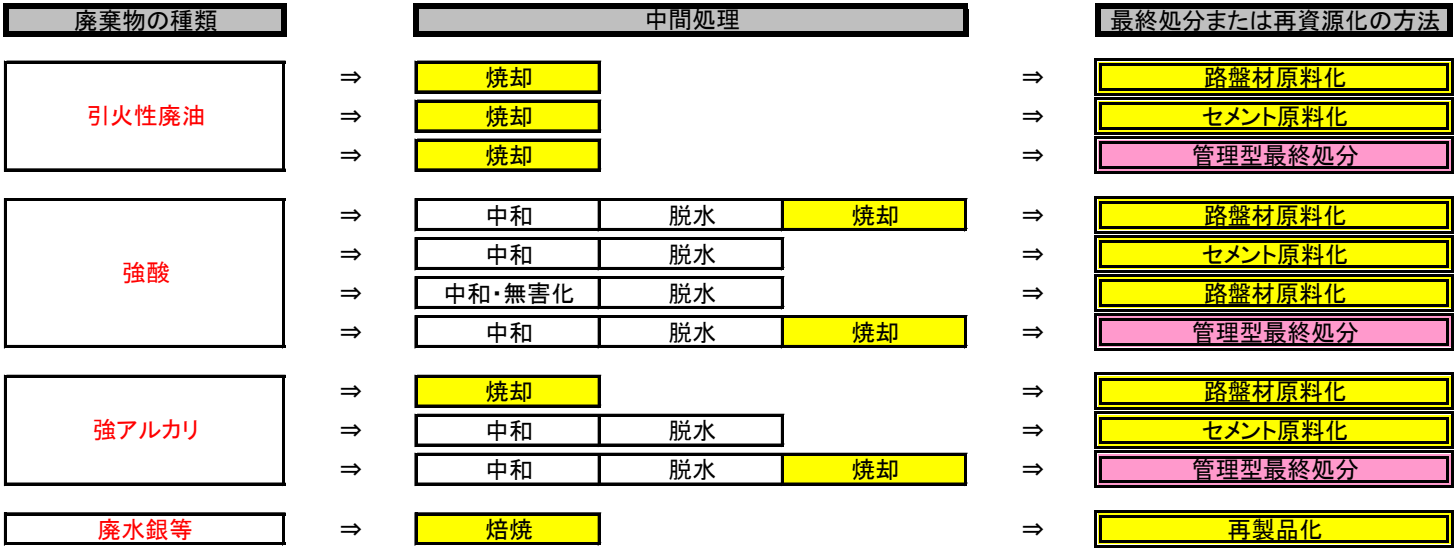 廃棄物の種類 中間処理 最終処分または再資源化の方法
引火性廃油
⇒ 焼却 ⇒ 路盤材原料化
⇒ 焼却 ⇒ セメント原料化
⇒ 焼却 ⇒ 管理型最終処分
強酸
⇒ 中和 脱水 焼却 ⇒ 路盤材原料化
⇒ 中和 脱水 ⇒ セメント原料化
⇒ 中和・無害化 脱水 ⇒ 路盤材原料化
⇒ 中和 脱水 焼却 ⇒ 管理型最終処分
強アルカリ
⇒ 焼却 ⇒ 路盤材原料化
⇒ 中和 脱水 ⇒ セメント原料化
⇒ 中和 脱水 焼却 ⇒ 管理型最終処分
廃水銀等 ⇒ 焙焼 ⇒ 再製品化